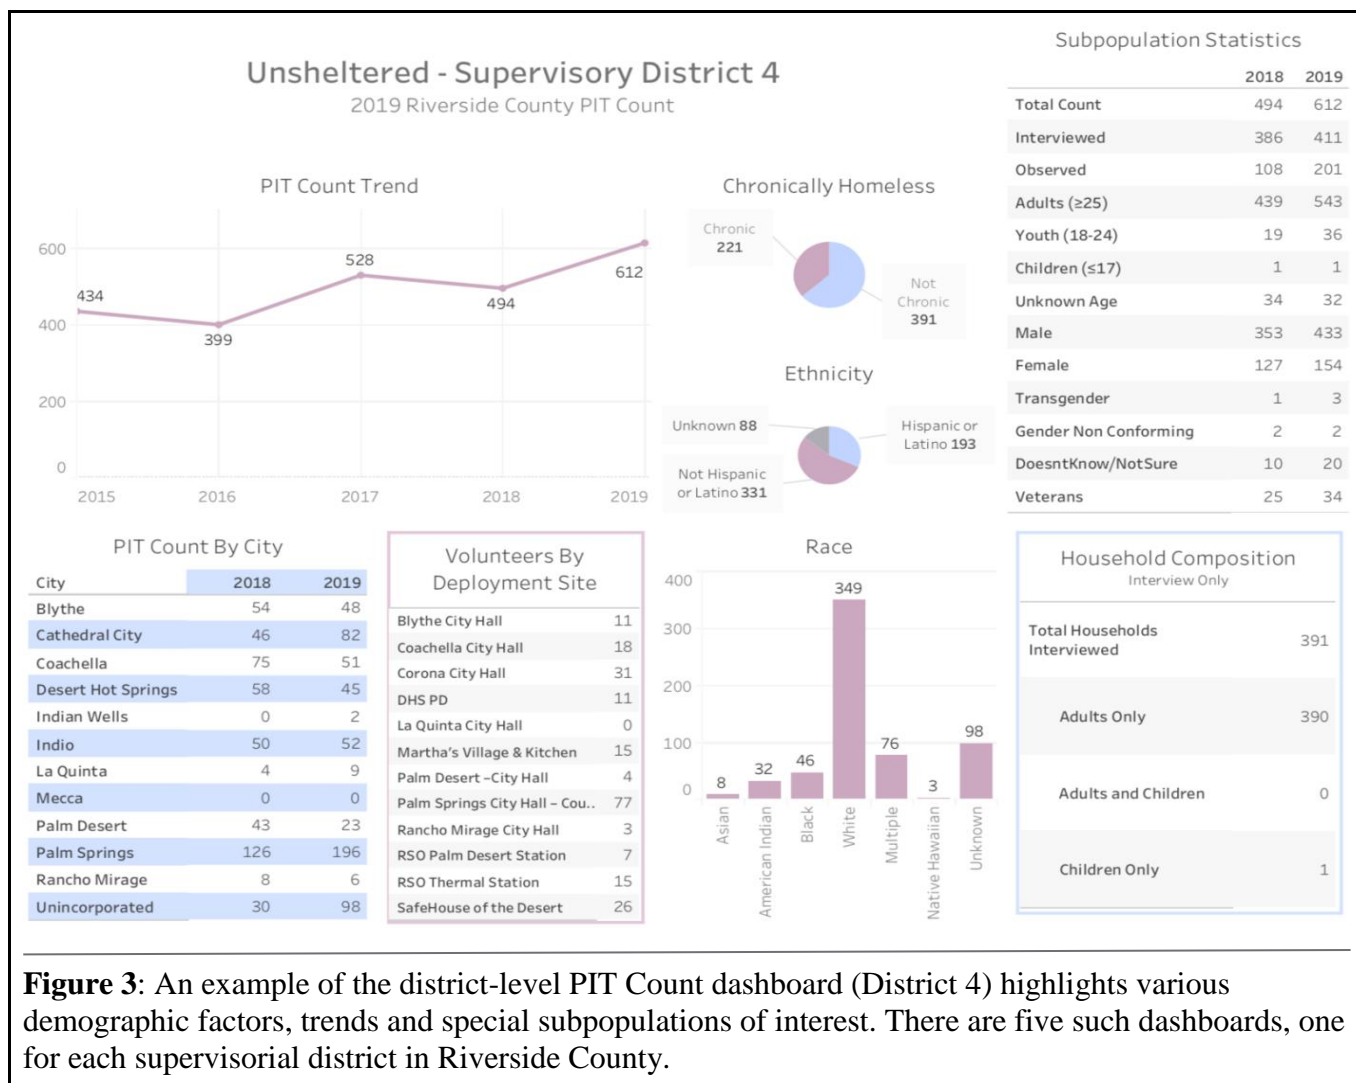 Unsheltered - Supervisory District 4
2019 Riverside County PIT Count
Subpopulation Statistics
2018 2019
Total Count 494 612
Interviewed 386 411
Observed 108 201
Adults (≥25) 439 543
Youth (18-24) 19 36
Children (≤17) 1 1
Unknown Age 34 32
Male 353 433
Female 127 154
Transgender 1 3
Gender Non Conforming 2 2
DoesntKnow/NotSure 10 20
Veterans 25 34
PIT Count Trend
600
400
200
0
434
399
528
494
612
2015 2016 2017 2018 2019
Chronically Homeless
Chronic
221
Not
Chronic
391
Ethnicity
Unknown 88
Hispanic or
Latino 193
Not Hispanic
or Latino 331
PIT Count By City
City 2018 2019
Blythe 54 48
Cathedral City 46 82
Coachella 75 51
Desert Hot Springs 58 45
Indian Wells 0 2
Indio 50 52
La Quinta 4 9
Mecca 0 0
Palm Desert 43 23
Palm Springs 126 196
Rancho Mirage 8 6
Unincorporated 30 98
Volunteers By
Deployment Site
Blythe City Hall 11
Coachella City Hall 18
Corona City Hall 31
DHS PD 11
La Quinta City Hall 0
Martha's Village & Kitchen 15
Palm Desert –City Hall 4
Palm Springs City Hall – Cou.. 77
Rancho Mirage City Hall 3
RSO Palm Desert Station 7
RSO Thermal Station 15
SafeHouse of the Desert 26
Race
400
300
200
100
0
8
32
46
349
76
3
98
Asian
American Indian
Black
White
Multiple
Native Hawaiian
Unknown
Household Composition
Interview Only
Total Households
Interviewed 391
Adults Only 390
Adults and Children 0
Children Only 1
Figure 3: An example of the district-level PIT Count dashboard (District 4) highlights various
demographic factors, trends and special subpopulations of interest. There are five such dashboards, one
for each supervisorial district in Riverside County.